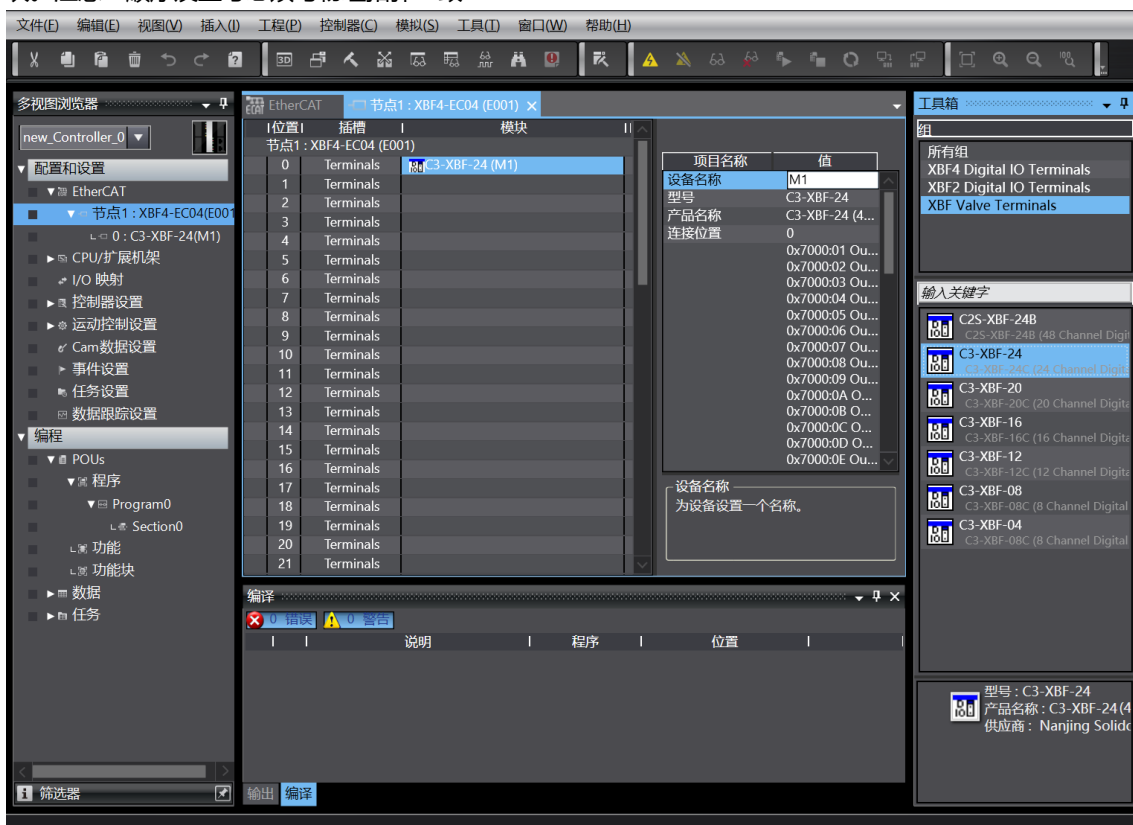 文件(F) 编辑(E) 视图(V) 插入(I) 工程(P) 控制器(C) 模拟(S) 工具(T) 窗口(W) 帮助(H)
多视图浏览器
new_Controller_0
配置和设置
EtherCAT
节点1 : XBF4-EC04(E001
0 : C3-XBF-24(M1)
CPU/扩展机架
I/O 映射
控制器设置
运动控制设置
Cam数据设置
事件设置
任务设置
数据跟踪设置
编程
POUs
程序
Program0
Section0
功能
功能块
数据
任务
筛选器
EtherCAT 节点1 : XBF4-EC04 (E001)
位置 插槽 模块
节点1 : XBF4-EC04 (E001)
0 Terminals C3-XBF-24 (M1)
1 Terminals
2 Terminals
3 Terminals
4 Terminals
5 Terminals
6 Terminals
7 Terminals
8 Terminals
9 Terminals
10 Terminals
11 Terminals
12 Terminals
13 Terminals
14 Terminals
15 Terminals
16 Terminals
17 Terminals
18 Terminals
19 Terminals
20 Terminals
21 Terminals
项目名称 值
设备名称 M1
型号 C3-XBF-24
产品名称 C3-XBF-24 (4...
连接位置 0
0x7000:01 Ou...
0x7000:02 Ou...
0x7000:03 Ou...
0x7000:04 Ou...
0x7000:05 Ou...
0x7000:06 Ou...
0x7000:07 Ou...
0x7000:08 Ou...
0x7000:09 Ou...
0x7000:0A O...
0x7000:0B O...
0x7000:0C O...
0x7000:0D O...
0x7000:0E Ou...
设备名称
为设备设置一个名称。
编译
0 错误 0 警告
说明 程序 位置
输出 编译
工具箱
组
所有组
XBF4 Digital IO Terminals
XBF2 Digital IO Terminals
XBF Valve Terminals
输入关键字
C2S-XBF-24B
C2S-XBF-24B (48 Channel Digit
C3-XBF-24
C3-XBF-24C (24 Channel Digita
C3-XBF-20
C3-XBF-20C (20 Channel Digita
C3-XBF-16
C3-XBF-16C (16 Channel Digita
C3-XBF-12
C3-XBF-12C (12 Channel Digita
C3-XBF-08
C3-XBF-08C (8 Channel Digital
C3-XBF-04
C3-XBF-08C (8 Channel Digital
型号 : C3-XBF-24
产品名称 : C3-XBF-24 (4
供应商 : Nanjing Solido